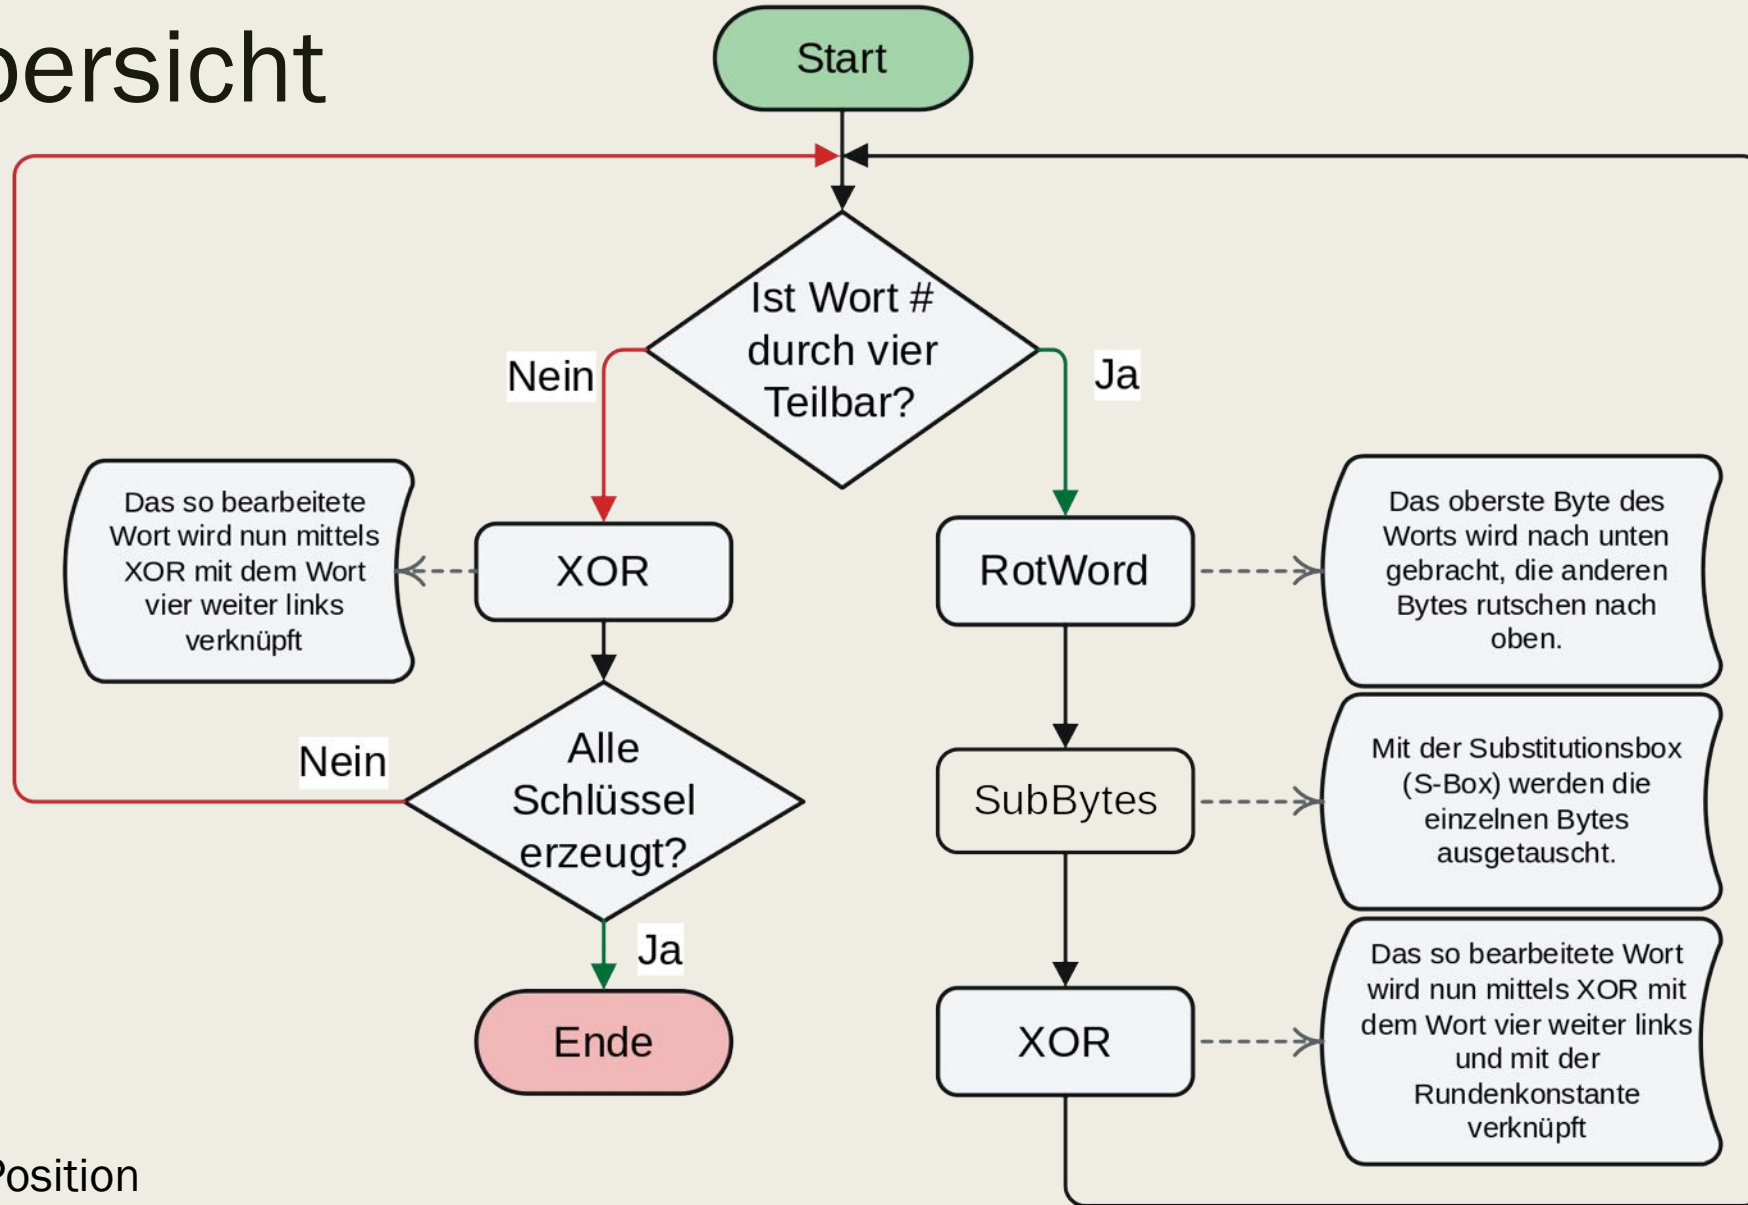 bersicht
Start
Ist Wort #
durch vier
Teilbar?
Nein
Ja
Das so bearbeitete
Wort wird nun mittels
XOR mit dem Wort
vier weiter links
verknüpft
XOR
RotWord
Das oberste Byte des
Worts wird nach unten
gebracht, die anderen
Bytes rutschen nach
oben.
Nein
Alle
Schlüssel
erzeugt?
SubBytes
Mit der Substitutionsbox
(S-Box) werden die
einzelnen Bytes
ausgetauscht.
Ja
Ende
XOR
Das so bearbeitete Wort
wird nun mittels XOR mit
dem Wort vier weiter links
und mit der
Rundenkonstante
verknüpft
Position